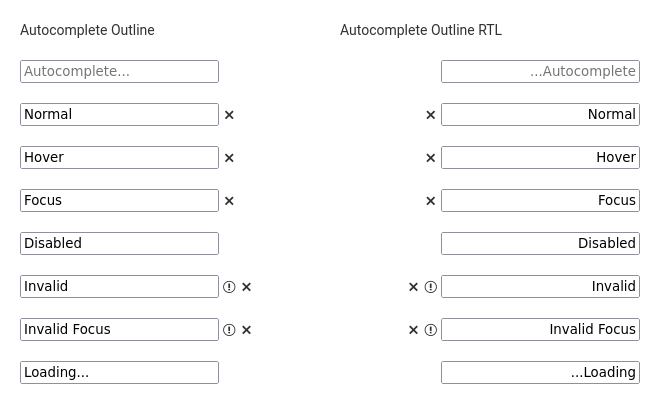 Autocomplete Outline
Autocomplete...
Normal
Hover
Focus
Disabled
Invalid
Invalid Focus
Loading...
Autocomplete Outline RTL
...Autocomplete
Normal
Hover
Focus
Disabled
Invalid
Invalid Focus
...Loading